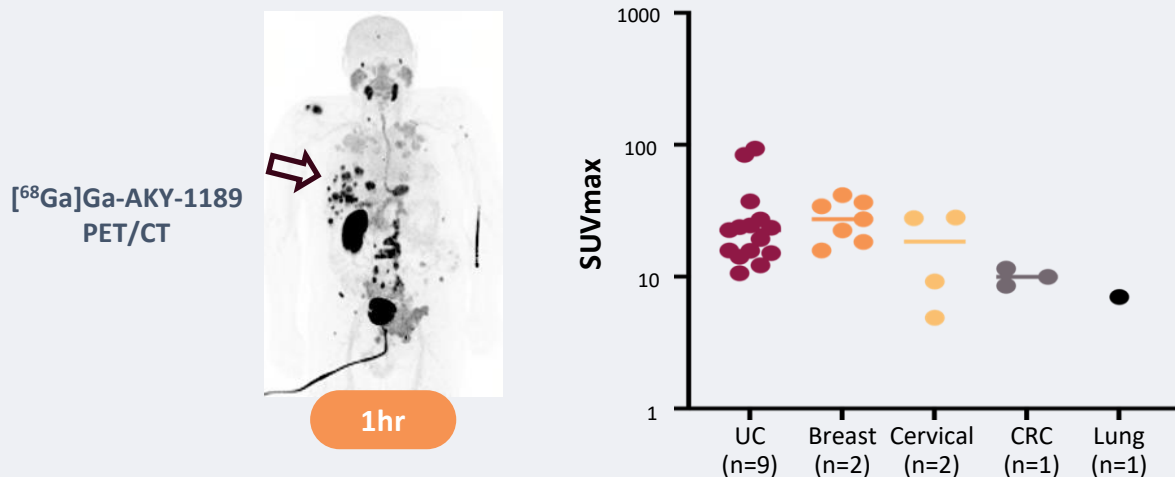 [⁶⁸Ga]Ga-AKY-1189
PET/CT
1hr
SUVmax
1000
100
10
1
UC Breast Cervical CRC Lung
(n=9) (n=2) (n=2) (n=1) (n=1)